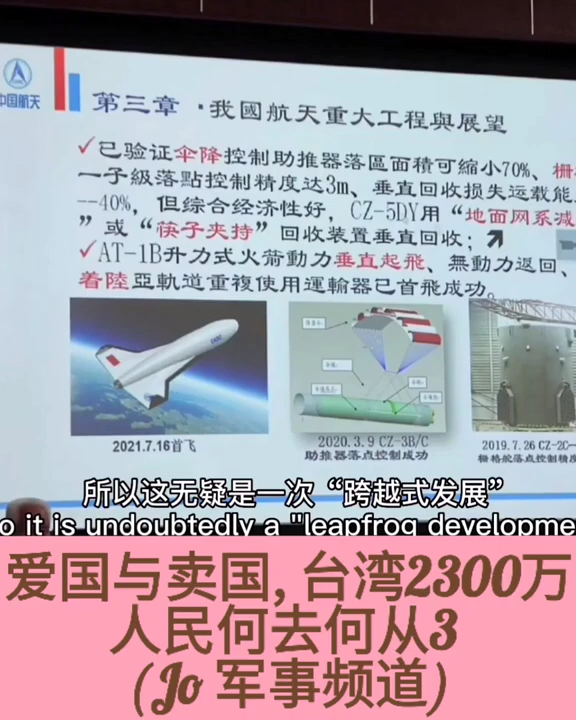 中国航天
第三章 ·我國航天重大工程與展望
✓已验证伞降控制助推器落區面積可縮小70%、栅
一子級落點控制精度达3m、垂直回收损失运载能
--40%，但综合经济性好，CZ-5DY用“地面网系减
”或“筷子夹持”回收装置垂直回收；
✓AT-1B升力式火箭動力垂直起飛、無動力返回、
着陸亞軌道重複使用運輸器已首飛成功。
2021.7.16首飞
2020.3.9 CZ-3B/C
助推器落点控制成功
2019.7.26 CZ-2C一
栅格舵落点控制精度
所以这无疑是一次“跨越式发展”
o it is undoubtedly a "leapfrog developme
爱国与卖国, 台湾2300万
人民何去何从3
(Jo 军事频道)